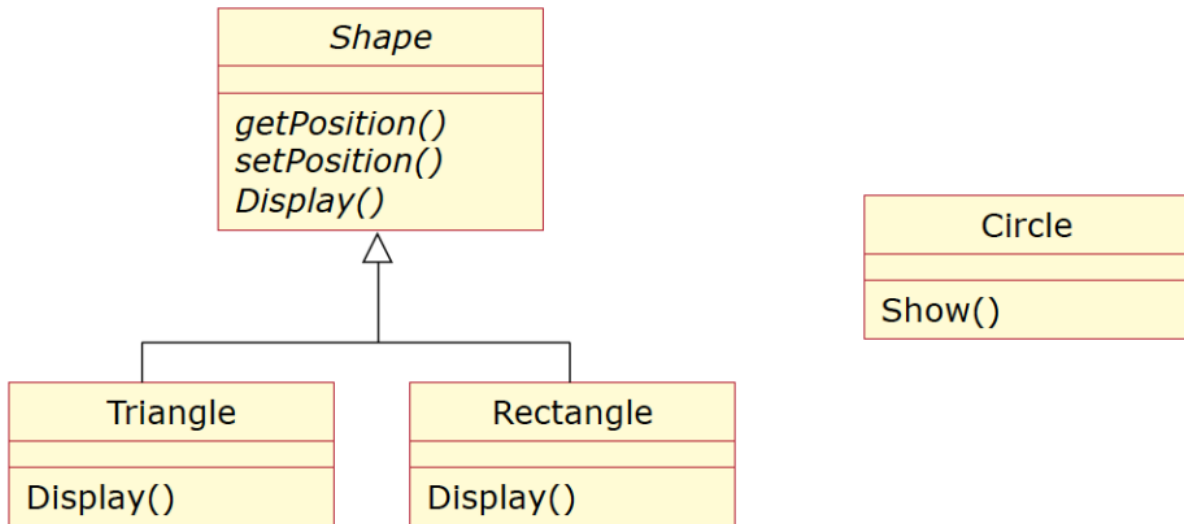 Shape
getPosition()
setPosition()
Display()
Circle
Show()
Triangle
Display()
Rectangle
Display()